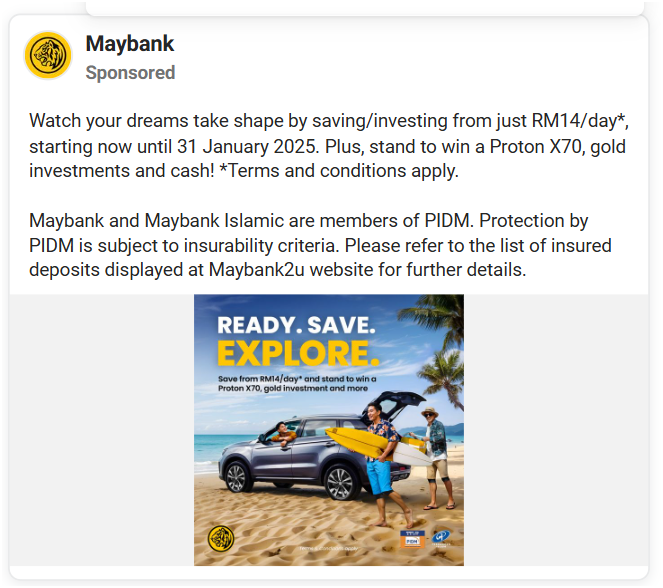 Maybank
Sponsored
Watch your dreams take shape by saving/investing from just RM14/day*,
starting now until 31 January 2025. Plus, stand to win a Proton X70, gold
investments and cash! *Terms and conditions apply.
Maybank and Maybank Islamic are members of PIDM. Protection by
PIDM is subject to insurability criteria. Please refer to the list of insured
deposits displayed at Maybank2u website for further details.
READY. SAVE.
EXPLORE.
Save from RM14/day* and stand to win a
Proton X70, gold investment and more
PIDM